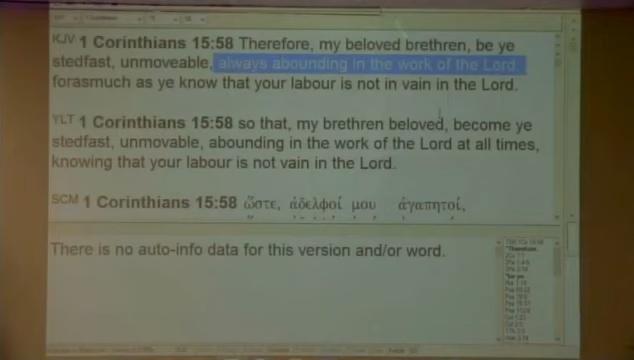 KJV 1 Corinthians 15:58 Therefore, my beloved brethren, be ye
stedfast, unmoveable, always abounding in the work of the Lord,
forasmuch as ye know that your labour is not in vain in the Lord.
YLT 1 Corinthians 15:58 so that, my brethren beloved, become ye
stedfast, unmovable, abounding in the work of the Lord at all times,
knowing that your labour is not vain in the Lord.
SCM 1 Corinthians 15:58 ὥστε, ἀδελφοί μου ἀγαπητοί,
There is no auto-info data for this version and/or word.